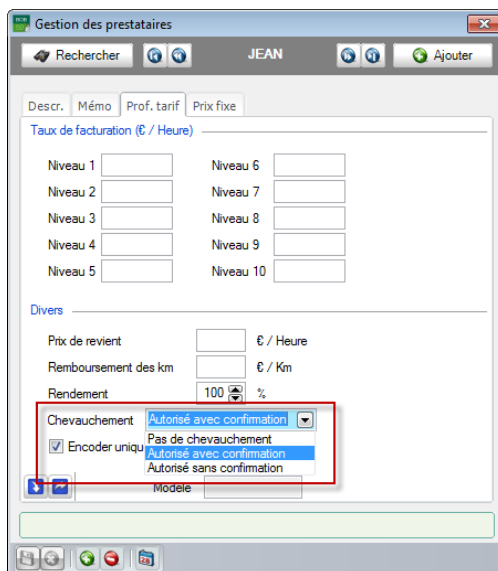 BOB
Gestion des prestataires
Rechercher JEAN Ajouter
Descr. Mémo Prof. tarif Prix fixe
Taux de facturation (€ / Heure)
Niveau 1 Niveau 6
Niveau 2 Niveau 7
Niveau 3 Niveau 8
Niveau 4 Niveau 9
Niveau 5 Niveau 10
Divers
Prix de revient € / Heure
Remboursement des km € / Km
Rendement 100 %
Chevauchement Autorisé avec confirmation
Encoder uniqu Pas de chevauchement
Autorisé avec confirmation
Autorisé sans confirmation
Modèle